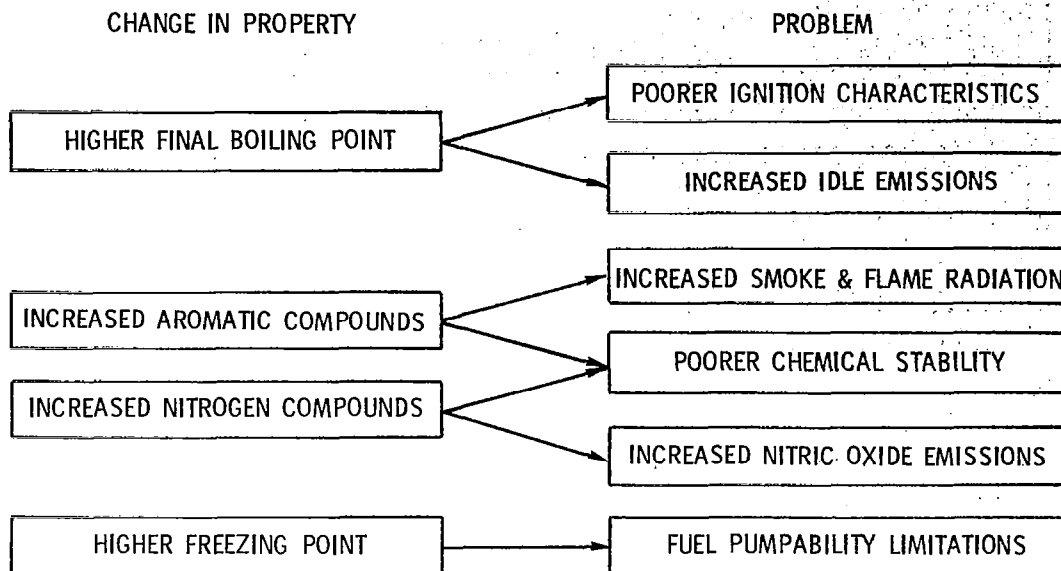 CHANGE IN PROPERTY
PROBLEM
HIGHER FINAL BOILING POINT
POORER IGNITION CHARACTERISTICS
INCREASED IDLE EMISSIONS
INCREASED AROMATIC COMPOUNDS
INCREASED SMOKE & FLAME RADIATION
POORER CHEMICAL STABILITY
INCREASED NITROGEN COMPOUNDS
INCREASED NITRIC OXIDE EMISSIONS
HIGHER FREEZING POINT
FUEL PUMPABILITY LIMITATIONS